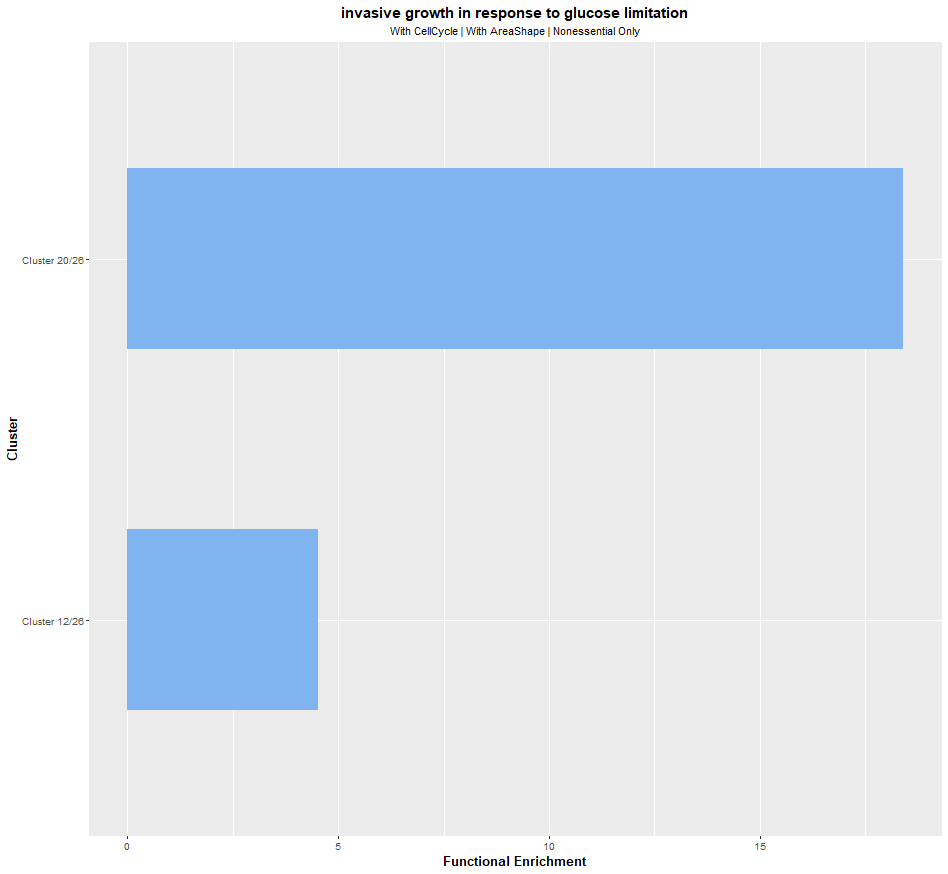 invasive growth in response to glucose limitation
With CellCycle | With AreaShape | Nonessential Only
Cluster
Cluster 20/26
Cluster 12/26
0 5 10 15
Functional Enrichment